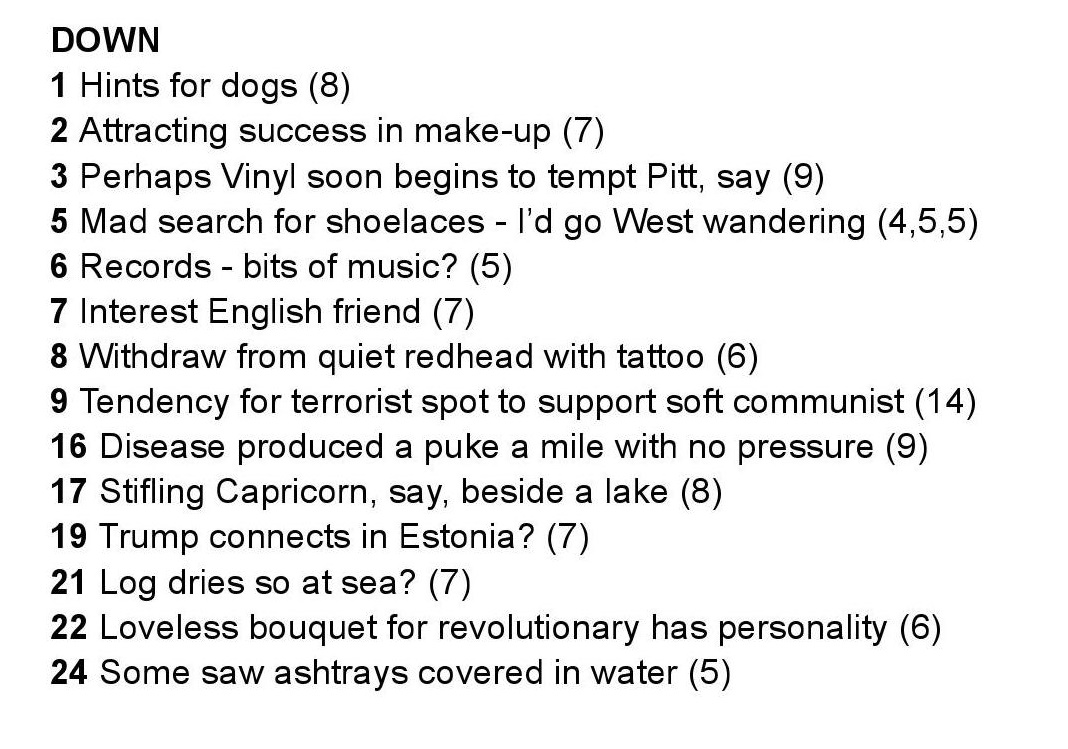 DOWN
1 Hints for dogs (8)
2 Attracting success in make-up (7)
3 Perhaps Vinyl soon begins to tempt Pitt, say (9)
5 Mad search for shoelaces - I’d go West wandering (4,5,5)
6 Records - bits of music? (5)
7 Interest English friend (7)
8 Withdraw from quiet redhead with tattoo (6)
9 Tendency for terrorist spot to support soft communist (14)
16 Disease produced a puke a mile with no pressure (9)
17 Stifling Capricorn, say, beside a lake (8)
19 Trump connects in Estonia? (7)
21 Log dries so at sea? (7)
22 Loveless bouquet for revolutionary has personality (6)
24 Some saw ashtrays covered in water (5)